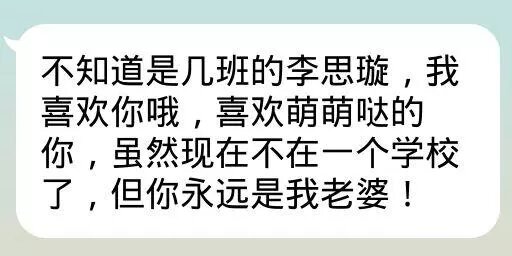 不知道是几班的李思璇，我
喜欢你哦，喜欢萌萌哒的
你，虽然现在不在一个学校
了，但你永远是我老婆！